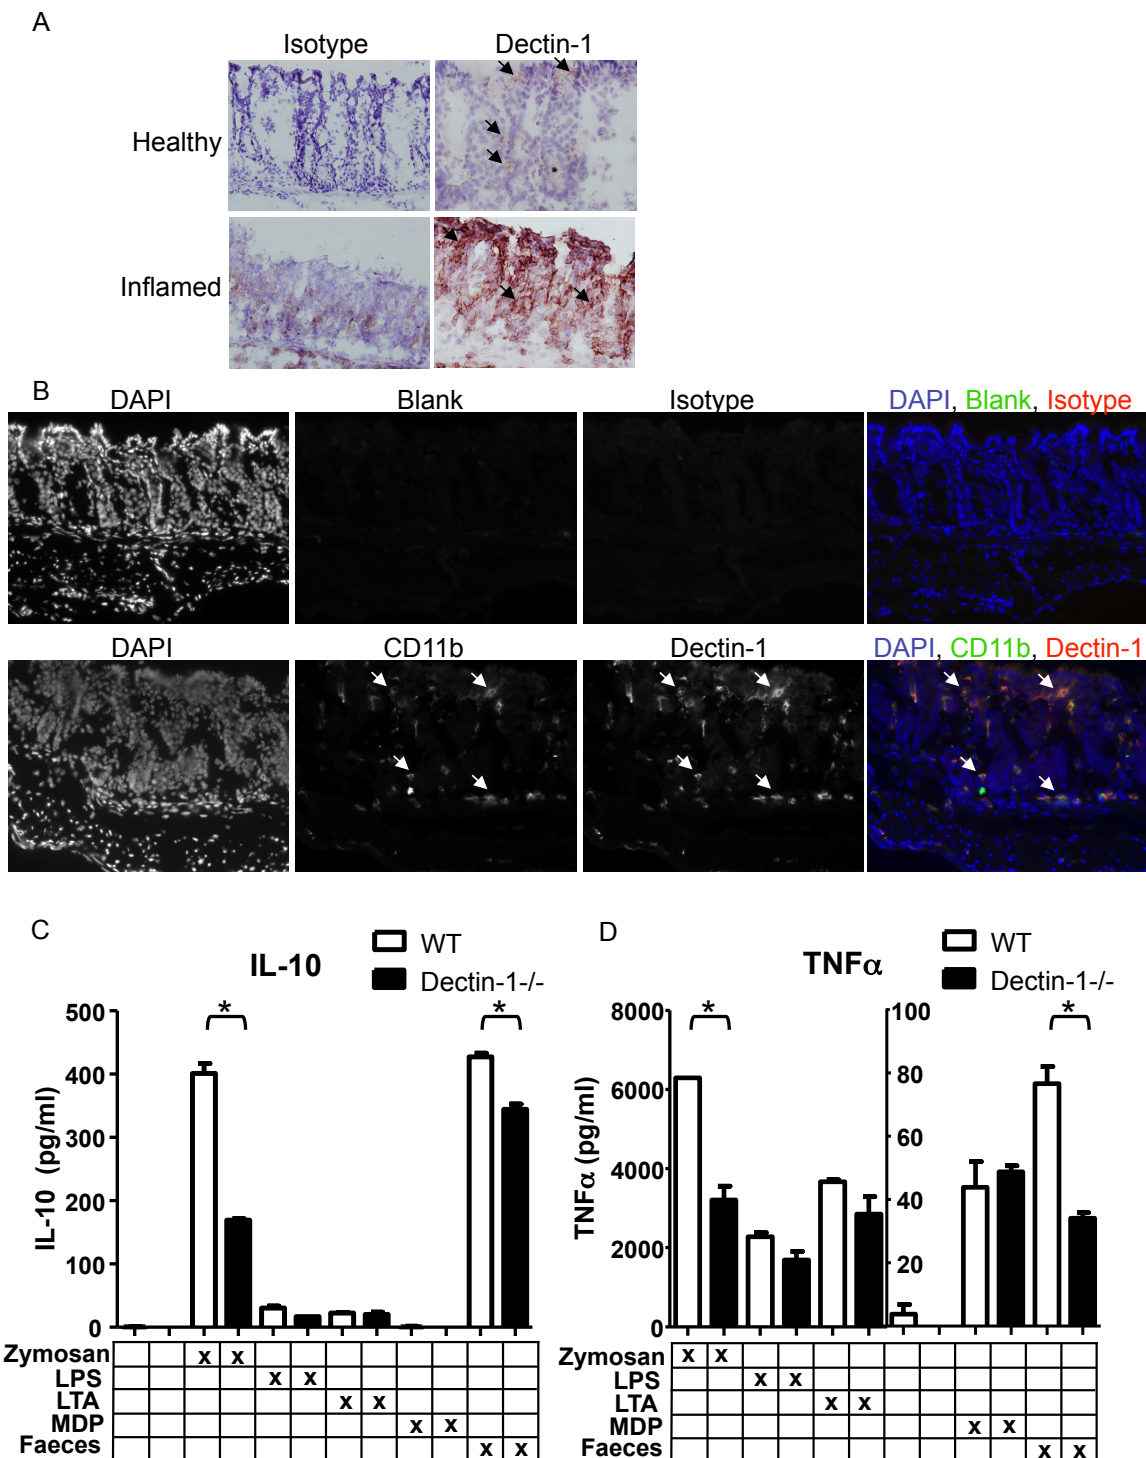 A
Isotype Dectin-1
Healthy
Inflamed
B
DAPI Blank Isotype DAPI, Blank, Isotype
DAPI CD11b Dectin-1 DAPI, CD11b, Dectin-1
C
WT
Dectin-1-/-
IL-10
* *
500
400
300
200
100
0
IL-10 (pg/ml)
Zymosan x x
LPS x x
LTA x x
MDP x x
Faeces x x
D
WT
Dectin-1-/-
TNFα
* *
8000
6000
4000
2000
0
TNFα (pg/ml)
100
80
60
40
20
Zymosan x x
LPS x x
LTA x x
MDP x x
Faeces x x